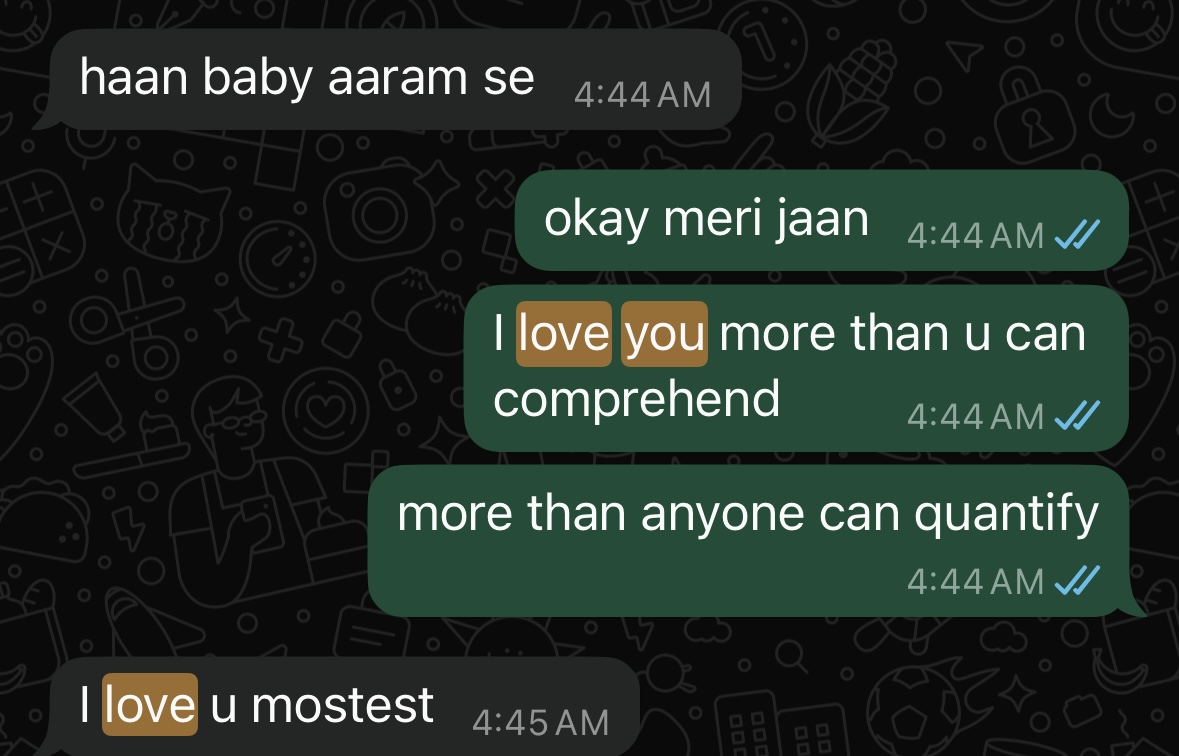 haan baby aaram se 4:44 AM
okay meri jaan 4:44 AM
I love you more than u can
comprehend 4:44 AM
more than anyone can quantify
4:44 AM
I love u mostest 4:45 AM